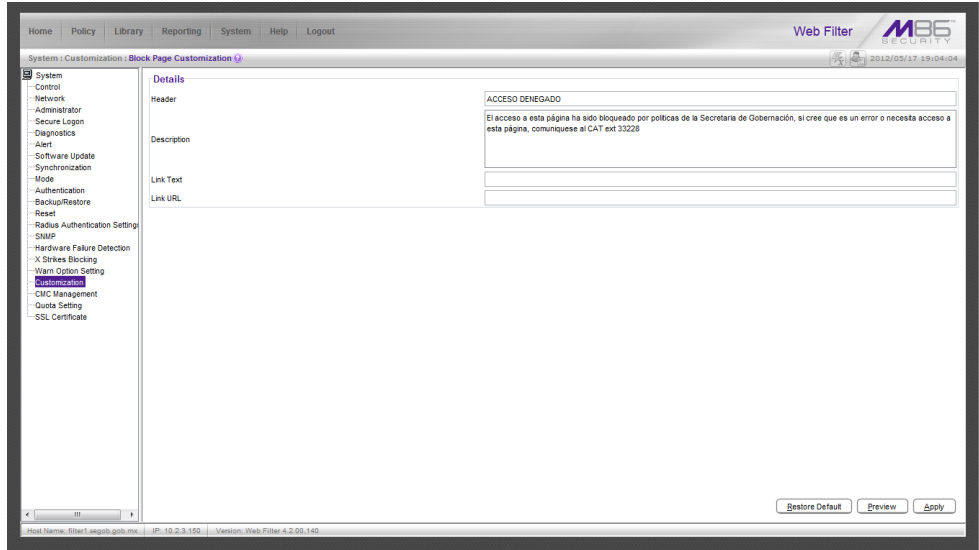 Home Policy Library Reporting System Help Logout
Web Filter
M86
SECURITY
System : Customization : Block Page Customization
2012/05/17 19:04:04
System
Control
Network
Administrator
Secure Logon
Diagnostics
Alert
Software Update
Synchronization
Mode
Authentication
Backup/Restore
Reset
Radius Authentication Settings
SNMP
Hardware Failure Detection
X Strikes Blocking
Warn Option Setting
Customization
CMC Management
Quota Setting
SSL Certificate
Details
Header
ACCESO DENEGADO
Description
El acceso a esta página ha sido bloqueado por politicas de la Secretaria de Gobernación, si cree que es un error o necesita acceso a
esta página, comuniquese al CAT ext 33228
Link Text
Link URL
Restore Default Preview Apply
Host Name: filter1.segob.gob.mx IP: 10.2.3.150 Version: Web Filter 4.2.00.140